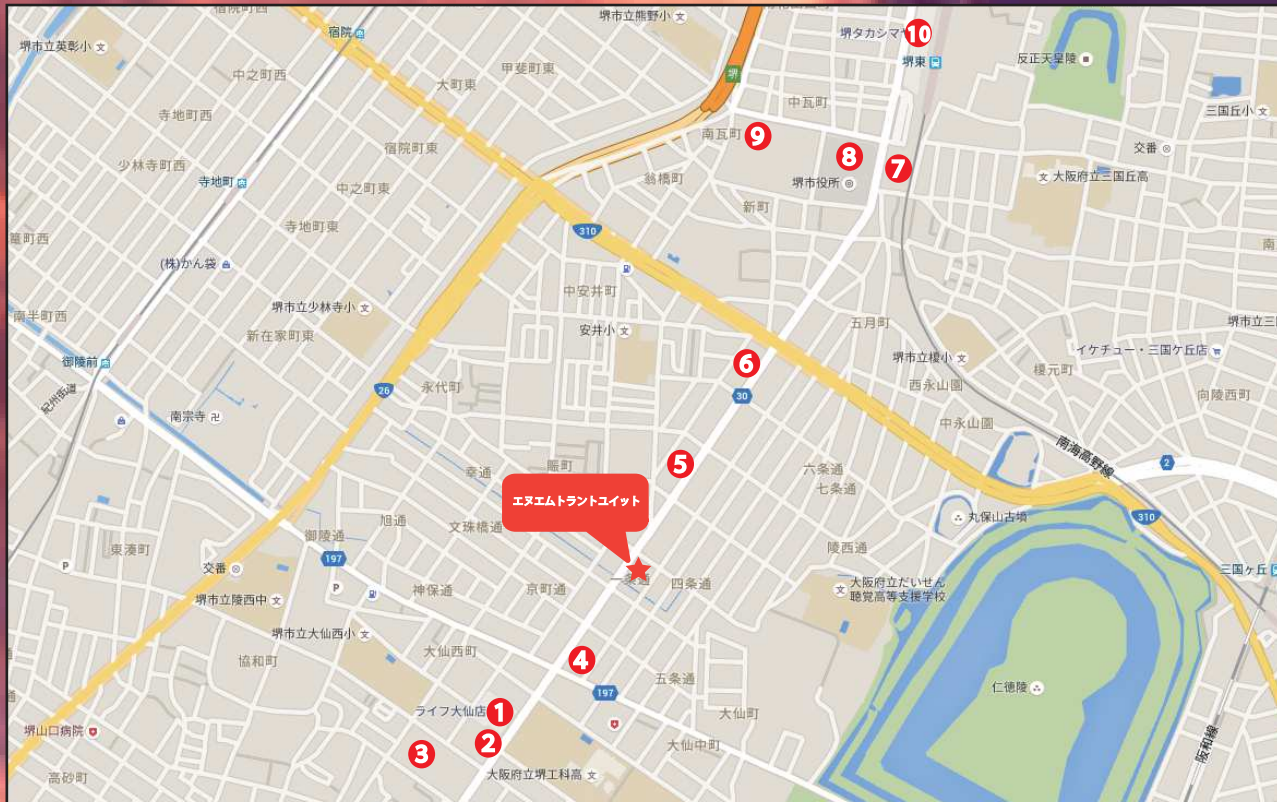 宿院町西
宿院
堺市立熊野小
堺タカシマヤ
10
堺市立英彰小
甲斐町東
堺東
反正天皇陵
中之町西
大町東
堺
中瓦町
三国丘小
寺地町西
南瓦町
9
交番
少林寺町西
宿院町東
8
7
翁橋町
堺市役所
大阪府立三国丘高
寺地町
中之町東
新町
寺地町東
310
篭町西
(株)かん袋
中安井町
堺市立少林寺小
南半町西
五月町
新在家町東
安井小
堺市立三
イケチュー・三国ケ丘店
御陵前
6
堺市立榎小
榎元町
紀州街道
26
永代町
30
西永山園
向陵西町
南宗寺
中永山園
南海高野線
幸通
賑町
5
六条通
2
七条通
エヌエムトラントユイット
310
旭通
文珠橋通
丸保山古墳
御陵通
東湊町
197
陵西通
交番
P
一条通
四条通
三国ヶ丘
P
神保通
京町通
大阪府立だいせん
聴覚高等支援学校
堺市立陵西中
堺市立大仙西小
大仙西町
4
協和町
五条通
仁徳陵
197
ライフ大仙店
1
大仙町
堺山口病院
3
2
大仙中町
阪和線
高砂町
大阪府立堺工科高